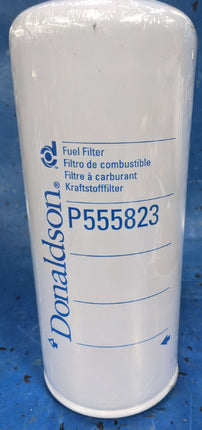 Donaldson®
Fuel Filter
Filtro de combustible
Filtre à carburant
Kraftstofffilter
P555823